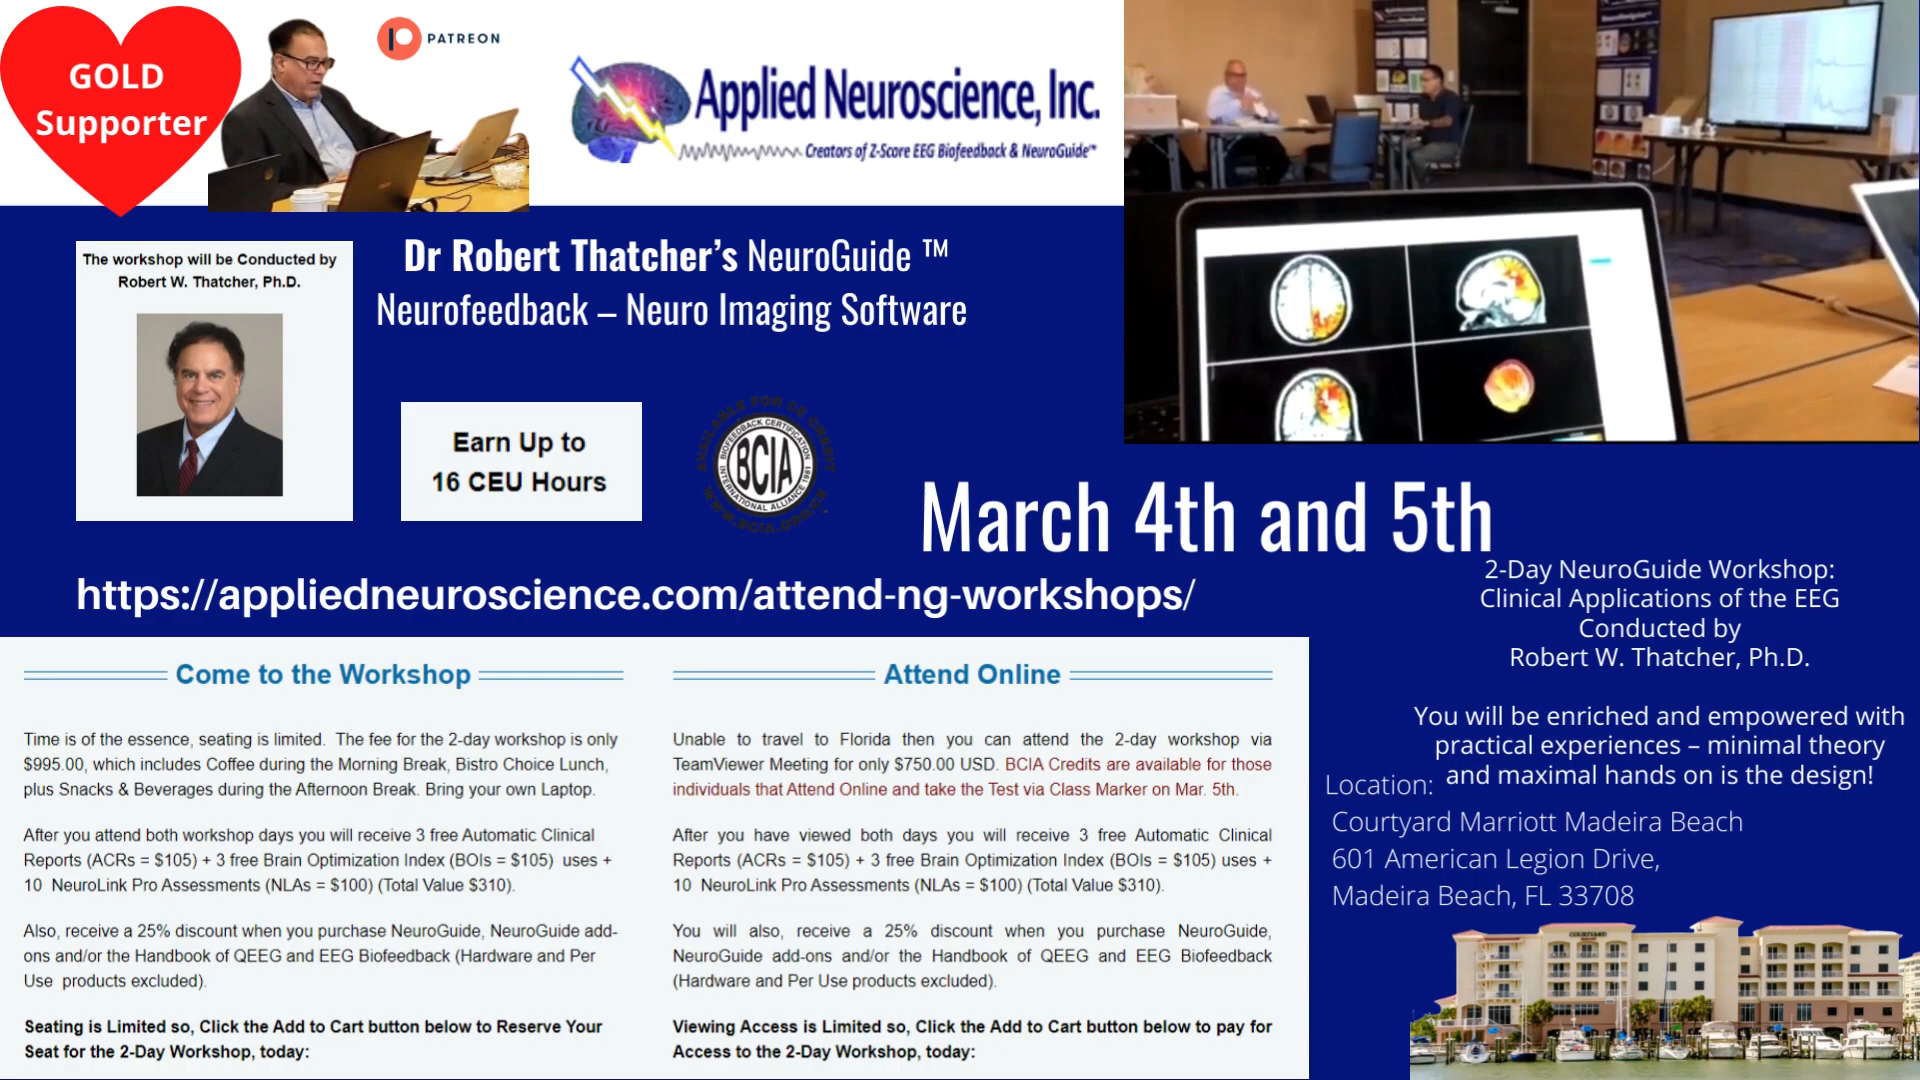 GOLD
Supporter
PATREON
Applied Neuroscience, Inc.
Creators of Z-Score EEG Biofeedback & NeuroGuide™
The workshop will be Conducted by
Robert W. Thatcher, Ph.D.
Dr Robert Thatcher’s NeuroGuide ™
Neurofeedback – Neuro Imaging Software
Earn Up to
16 CEU Hours
AVAILABLE FOR CE CREDIT
BIOFEEDBACK CERTIFICATION
BCIA
INTERNATIONAL ALLIANCE 1981
WWW.BCIA.ORG/CE
March 4th and 5th
https://appliedneuroscience.com/attend-ng-workshops/
2-Day NeuroGuide Workshop:
Clinical Applications of the EEG
Conducted by
Robert W. Thatcher, Ph.D.
You will be enriched and empowered with
practical experiences – minimal theory
and maximal hands on is the design!
Location:
Courtyard Marriott Madeira Beach
601 American Legion Drive,
Madeira Beach, FL 33708
COURTYARD
Come to the Workshop
Time is of the essence, seating is limited.  The fee for the 2-day workshop is only
$995.00, which includes Coffee during the Morning Break, Bistro Choice Lunch,
plus Snacks & Beverages during the Afternoon Break. Bring your own Laptop.
After you attend both workshop days you will receive 3 free Automatic Clinical
Reports (ACRs = $105) + 3 free Brain Optimization Index (BOIs = $105)  uses +
10  NeuroLink Pro Assessments (NLAs = $100) (Total Value $310).
Also, receive a 25% discount when you purchase NeuroGuide, NeuroGuide add-
ons and/or the Handbook of QEEG and EEG Biofeedback (Hardware and Per
Use  products excluded).
Seating is Limited so, Click the Add to Cart button below to Reserve Your
Seat for the 2-Day Workshop, today:
Attend Online
Unable to travel to Florida then you can attend the 2-day workshop via
TeamViewer Meeting for only $750.00 USD. BCIA Credits are available for those
individuals that Attend Online and take the Test via Class Marker on Mar. 5th.
After you have viewed both days you will receive 3 free Automatic Clinical
Reports (ACRs = $105) + 3 free Brain Optimization Index (BOIs = $105) uses +
10  NeuroLink Pro Assessments (NLAs = $100) (Total Value $310).
You will also, receive a 25% discount when you purchase NeuroGuide,
NeuroGuide add-ons and/or the Handbook of QEEG and EEG Biofeedback
(Hardware and Per Use products excluded).
Viewing Access is Limited so, Click the Add to Cart button below to pay for
Access to the 2-Day Workshop, today: